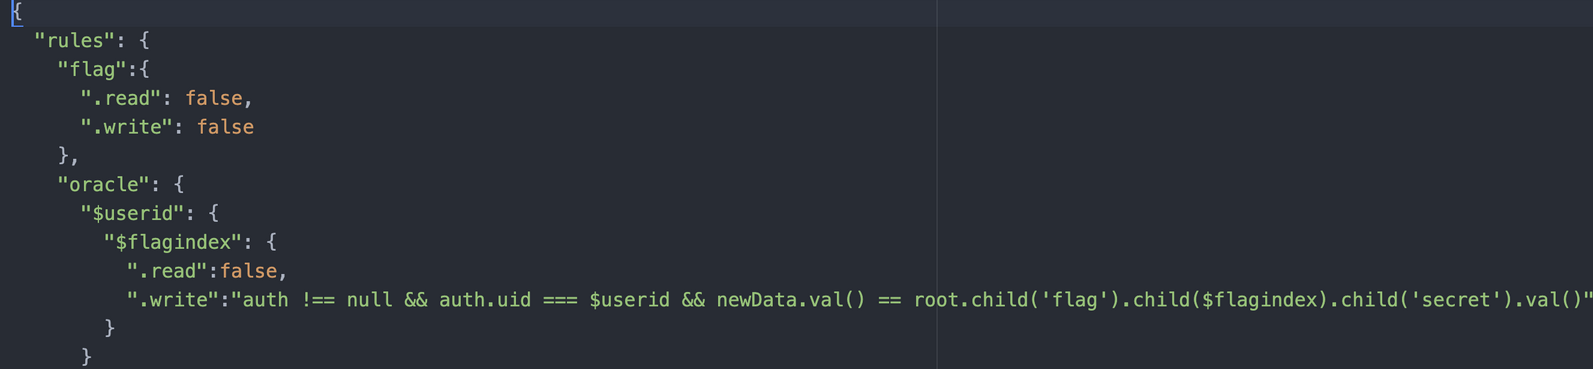 {
  "rules": {
    "flag":{
      ".read": false,
      ".write": false
    },
    "oracle": {
      "$userid": {
        "$flagindex": {
          ".read":false,
          ".write":"auth !== null && auth.uid === $userid && newData.val() == root.child('flag').child($flagindex).child('secret').val()"
        }
      }